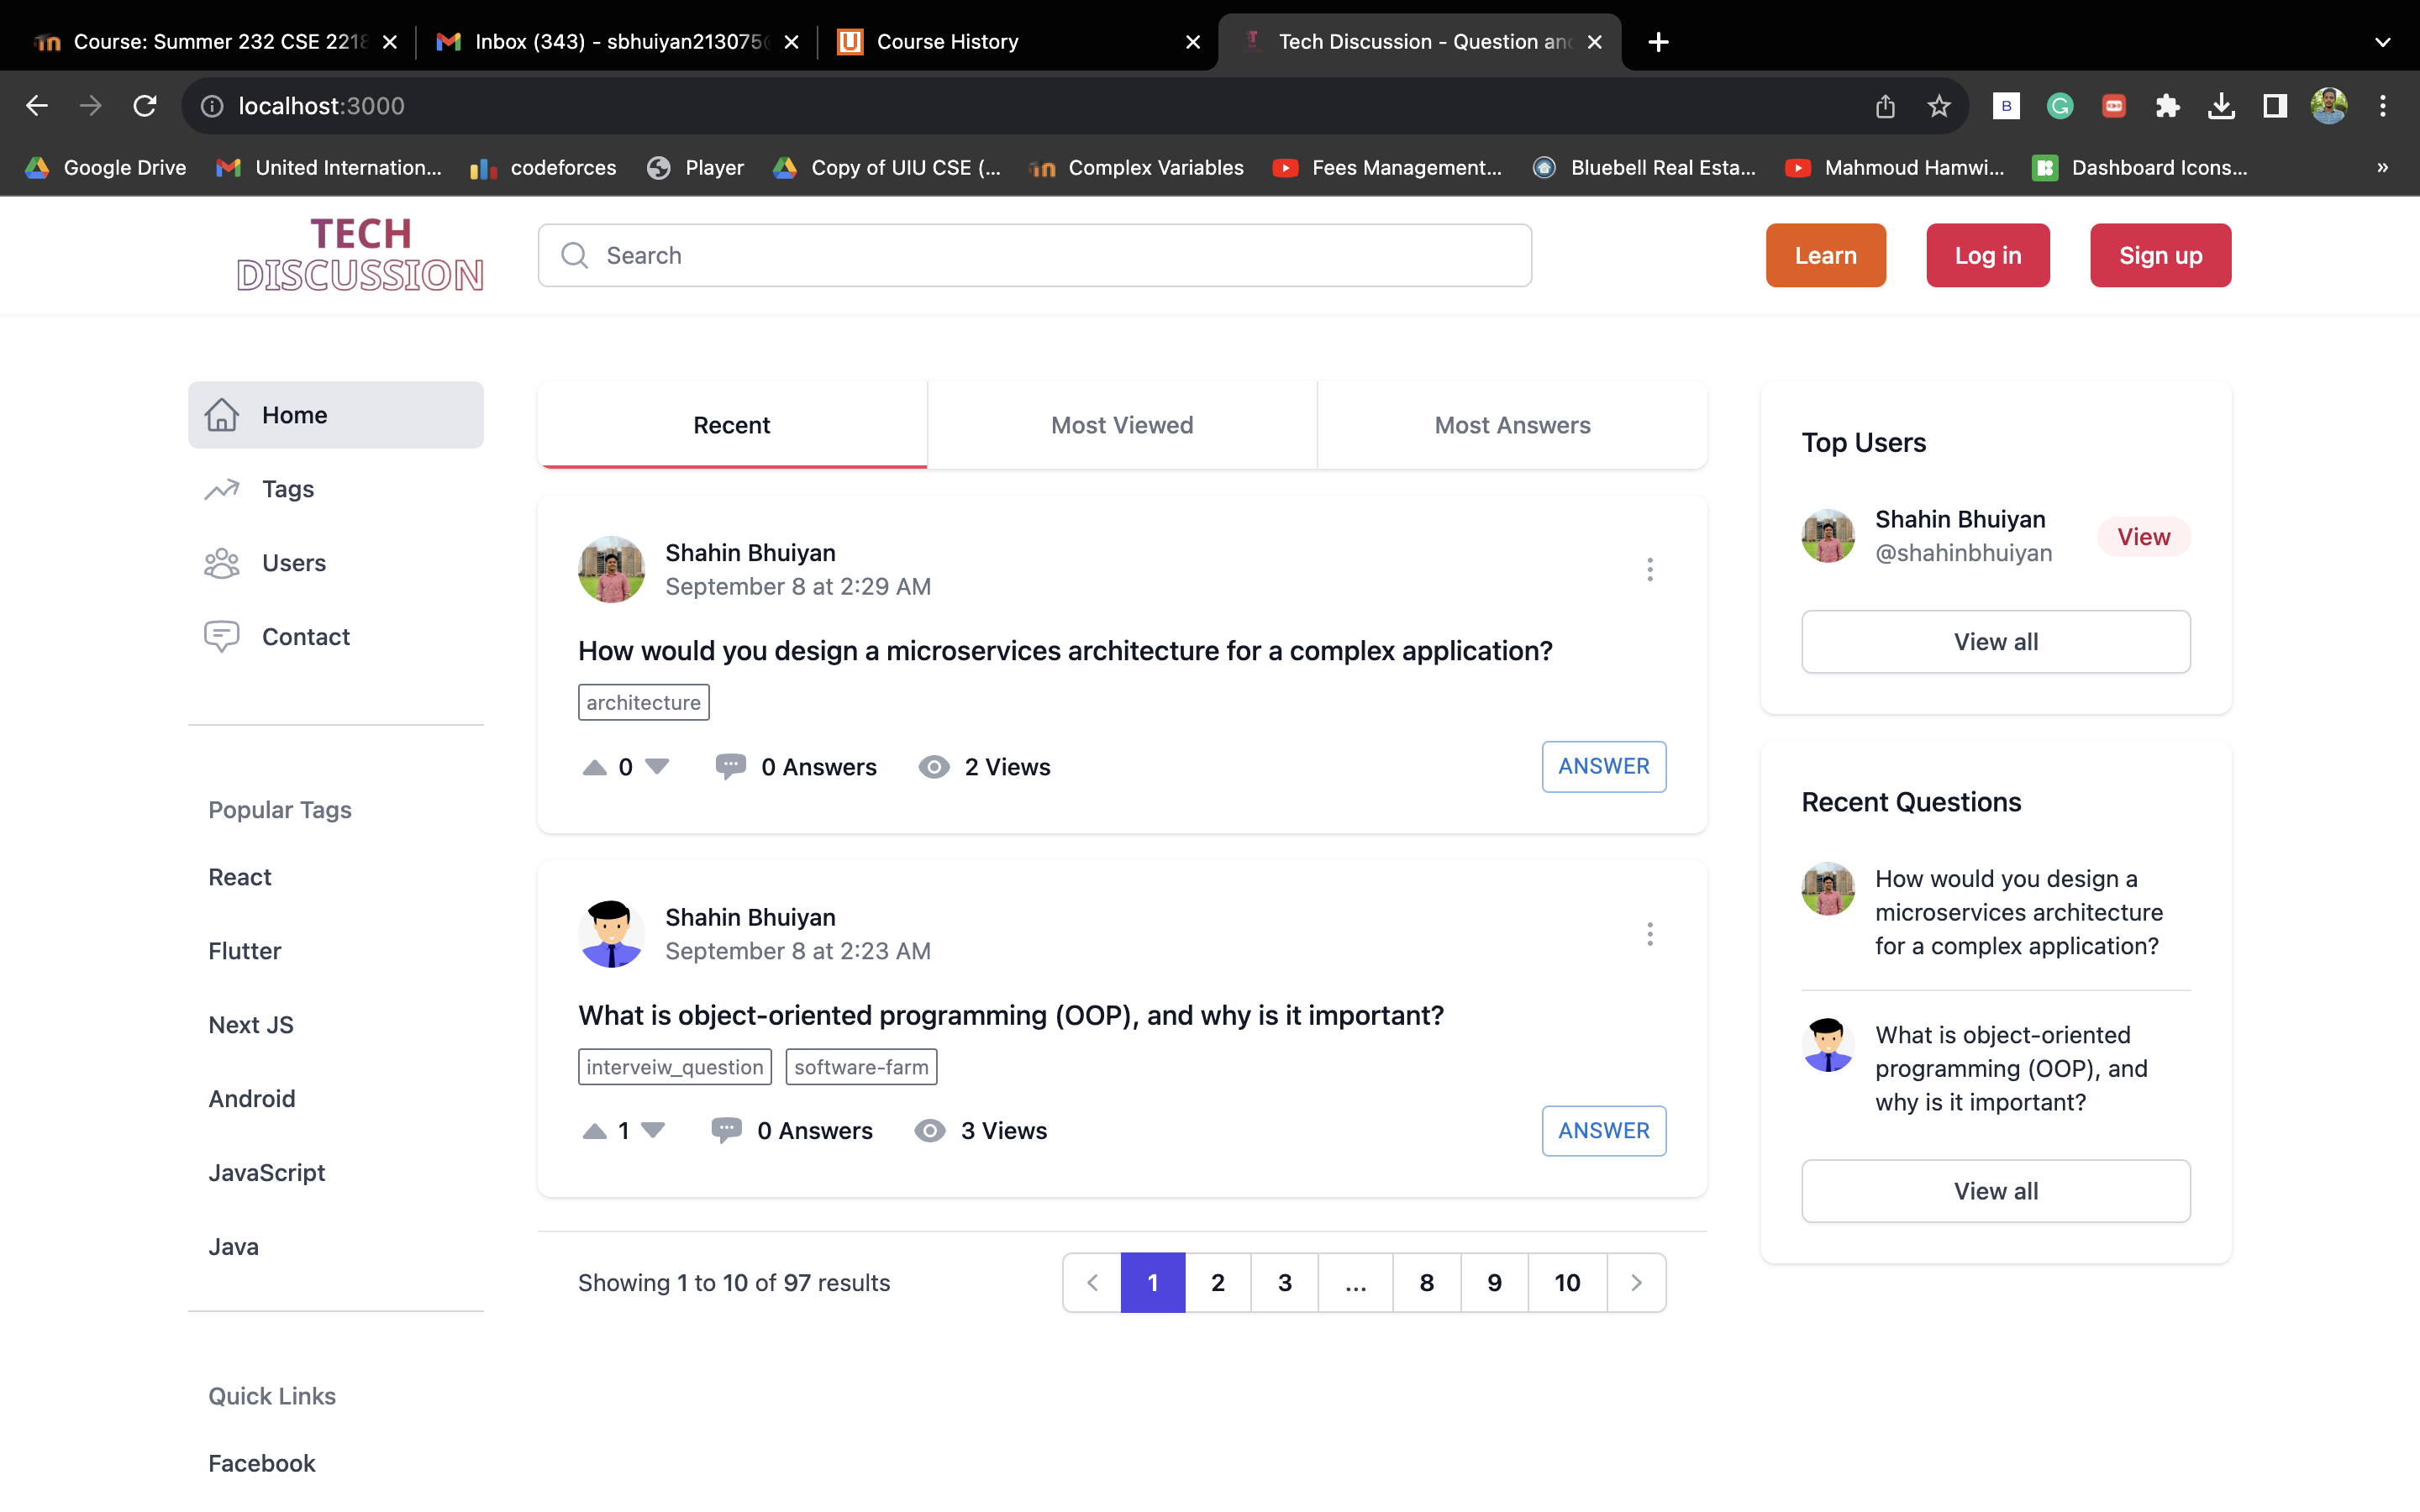 Course: Summer 232 CSE 2218
Inbox (343) - sbhuiyan213075@
Course History
Tech Discussion - Question and
localhost:3000
Google Drive
United Internation...
codeforces
Player
Copy of UIU CSE (...
Complex Variables
Fees Management...
Bluebell Real Esta...
Mahmoud Hamwi...
Dashboard Icons...
TECH
DISCUSSION
Search
Learn
Log in
Sign up
Home
Tags
Users
Contact
Popular Tags
React
Flutter
Next JS
Android
JavaScript
Java
Quick Links
Facebook
Recent
Most Viewed
Most Answers
Shahin Bhuiyan
September 8 at 2:29 AM
How would you design a microservices architecture for a complex application?
architecture
0
0 Answers
2 Views
ANSWER
Shahin Bhuiyan
September 8 at 2:23 AM
What is object-oriented programming (OOP), and why is it important?
interveiw_question
software-farm
1
0 Answers
3 Views
ANSWER
Showing 1 to 10 of 97 results
1 2 3 ... 8 9 10
Top Users
Shahin Bhuiyan
@shahinbhuiyan
View
View all
Recent Questions
How would you design a
microservices architecture
for a complex application?
What is object-oriented
programming (OOP), and
why is it important?
View all